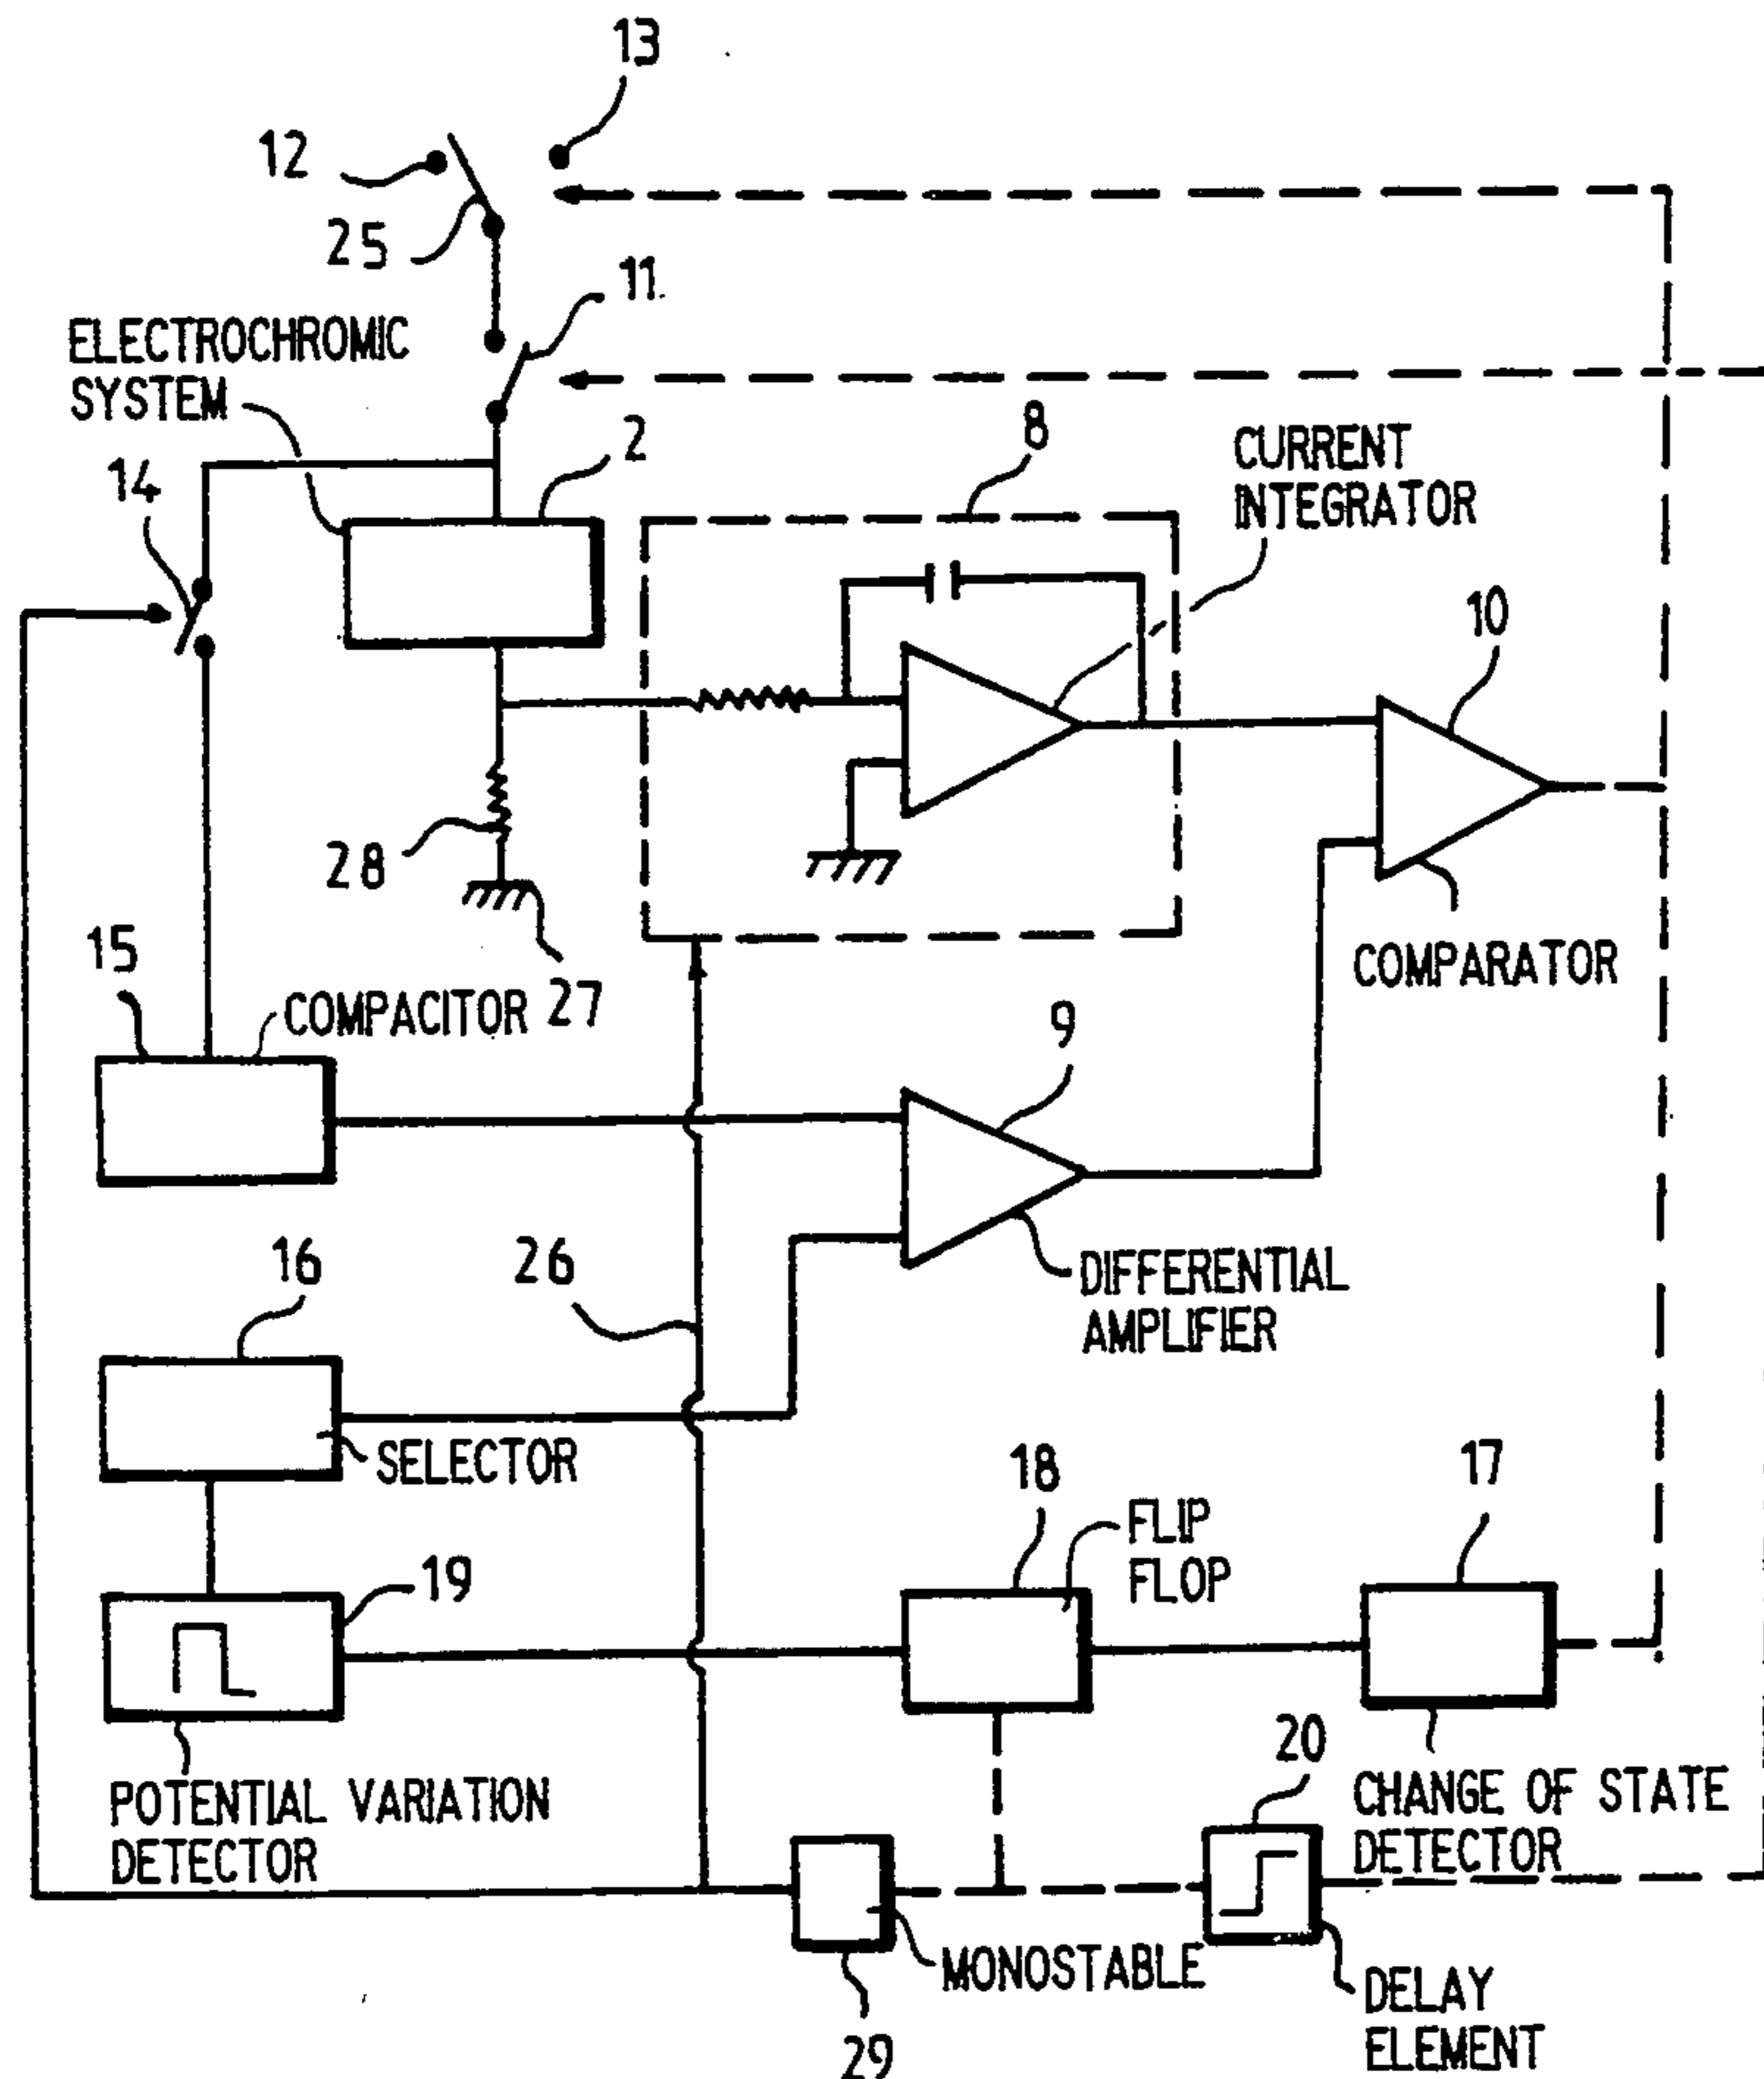 13
12
25
11
ELECTROCHROMIC
SYSTEM
2
8
CURRENT
INTEGRATOR
14
10
28
27
COMPARATOR
15
COMPACITOR
9
16
26
DIFFERENTIAL
AMPLIFIER
SELECTOR
18
17
FLIP
FLOP
19
20
POTENTIAL VARIATION
DETECTOR
CHANGE OF STATE
DETECTOR
MONOSTABLE
29
DELAY
ELEMENT